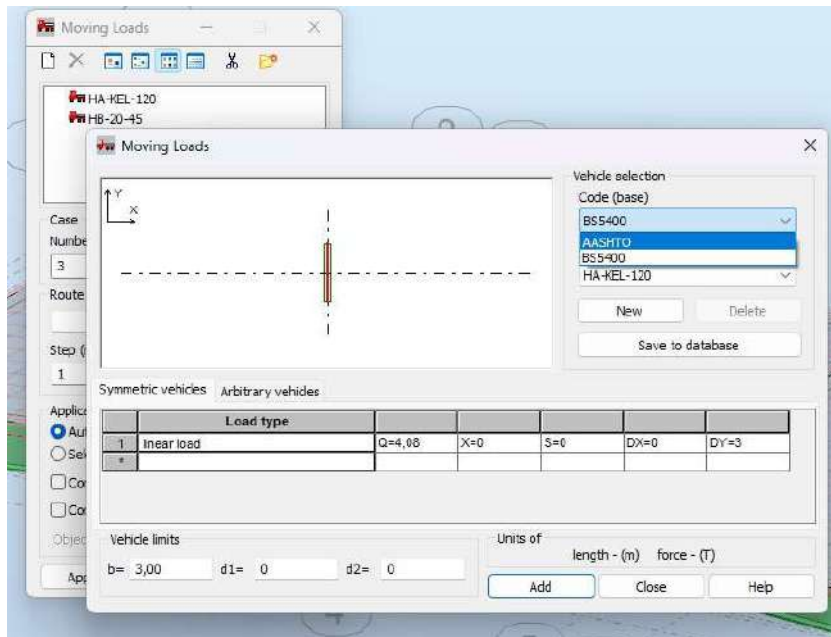 Moving Loads
HA-KEL-120
HB-20-45
Moving Loads
Vehicle selection
Code (base)
BS5400
AASHTO
BS5400
HA-KEL-120
New Delete
Save to database
Y
X
Case
Numbe
3
Route
Step (
1
Applica
Aut
Sel
Co
Co
Objec
App
Symmetric vehicles Arbitrary vehicles
Load type
1 linear load Q=4,08 X=0 S=0 DX=0 DY=3
*
Vehicle limits
b= 3,00 d1= 0 d2= 0
Units of
length - (m) force - (T)
Add Close Help